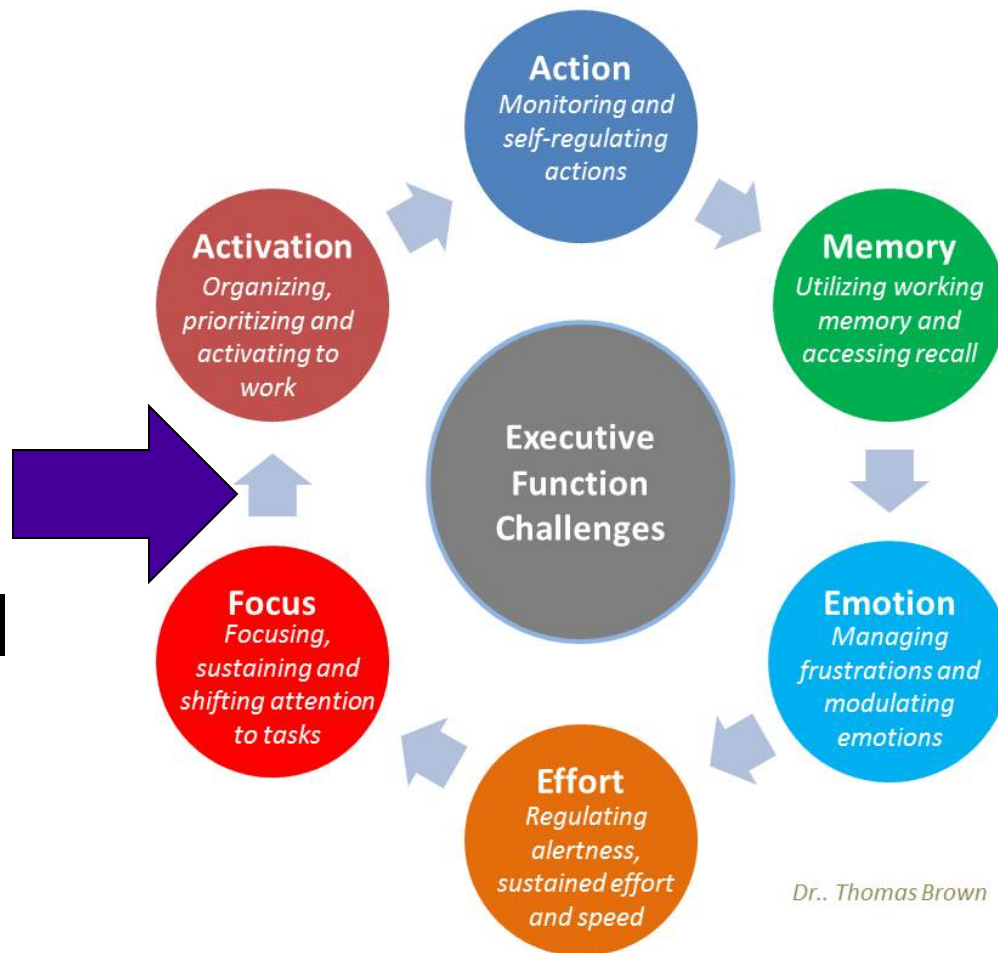 Action
Monitoring and
self-regulating
actions
Activation
Organizing,
prioritizing and
activating to
work
Memory
Utilizing working
memory and
accessing recall
Executive
Function
Challenges
Focus
Focusing,
sustaining and
shifting attention
to tasks
Emotion
Managing
frustrations and
modulating
emotions
Effort
Regulating
alertness,
sustained effort
and speed
Dr.. Thomas Brown